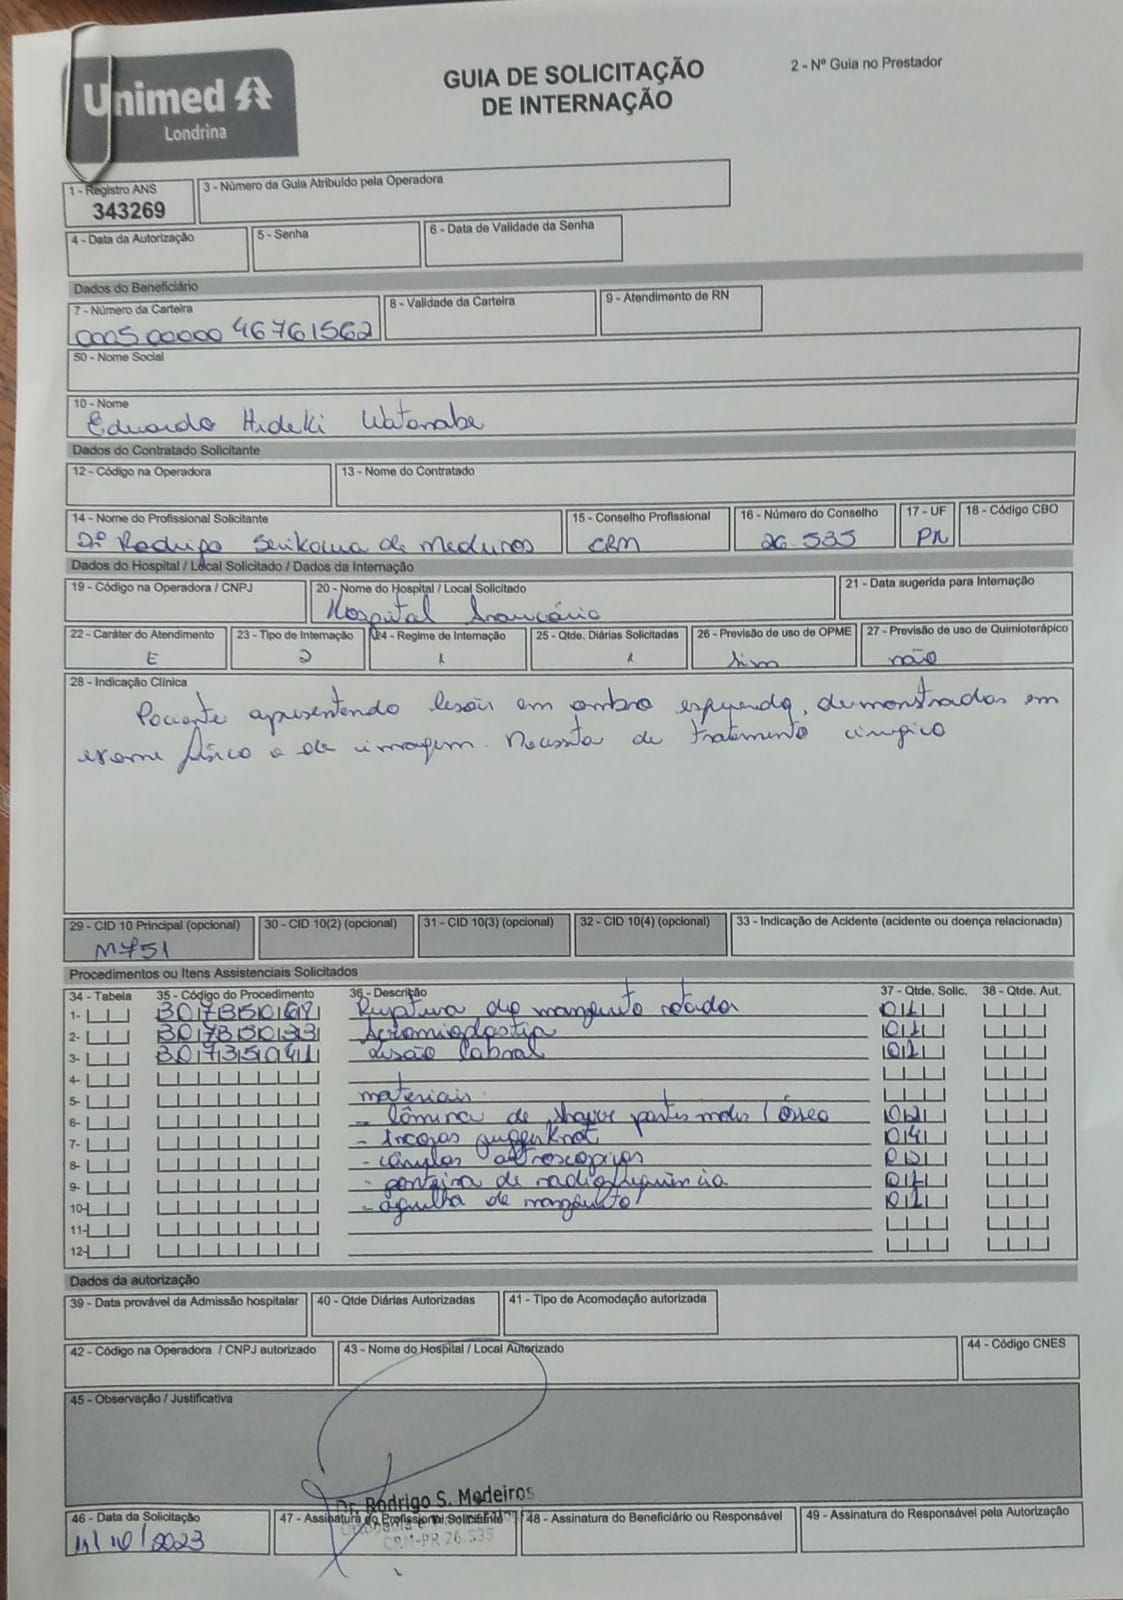 Unimed
Londrina
GUIA DE SOLICITAÇÃO
DE INTERNAÇÃO
2 - Nº Guia no Prestador
1 - Registro ANS
343269
3 - Número da Guia Atribuído pela Operadora
4 - Data da Autorização
5 - Senha
6 - Data de Validade da Senha
Dados do Beneficiário
7 - Número da Carteira
0005 00000 46761562
8 - Validade da Carteira
9 - Atendimento de RN
50 - Nome Social
10 - Nome
Eduardo Hideki Watanabe
Dados do Contratado Solicitante
12 - Código na Operadora
13 - Nome do Contratado
14 - Nome do Profissional Solicitante
Dr. Rodrigo Serikawa de Medeiros
15 - Conselho Profissional
CRM
16 - Número do Conselho
26.535
17 - UF
PR
18 - Código CBO
Dados do Hospital / Local Solicitado / Dados da Internação
19 - Código na Operadora / CNPJ
20 - Nome do Hospital / Local Solicitado
Hospital Araucária
21 - Data sugerida para Internação
22 - Caráter do Atendimento
E
23 - Tipo de Internação
2
24 - Regime de Internação
1
25 - Qtde. Diárias Solicitadas
1
26 - Previsão de uso de OPME
sim
27 - Previsão de uso de Quimioterápico
não
28 - Indicação Clínica
Paciente apresentando lesões em ombro esquerdo, demonstradas em
exame físico e de imagem. Necessita de tratamento cirúrgico
29 - CID 10 Principal (opcional)
M751
30 - CID 10(2) (opcional)
31 - CID 10(3) (opcional)
32 - CID 10(4) (opcional)
33 - Indicação de Acidente (acidente ou doença relacionada)
Procedimentos ou Itens Assistenciais Solicitados
34 - Tabela 35 - Código do Procedimento 36 - Descrição 37 - Qtde. Solic. 38 - Qtde. Aut.
1- 30735068 Ruptura do manguito rotador 01
2- 30735033 Acromioplastia 01
3- 30735041 Lesão labral 01
4-
5- materiais:
6- - lâmina de shaver partes moles / óssea 02
7- - âncoras juggerknot 04
8- - cânulas artroscópicas
9- - ponteira de radiofrequência 01
10- - agulha de manguito 01
11-
12-
Dados da autorização
39 - Data provável da Admissão hospitalar
40 - Qtde Diárias Autorizadas
41 - Tipo de Acomodação autorizada
42 - Código na Operadora / CNPJ autorizado
43 - Nome do Hospital / Local Autorizado
44 - Código CNES
45 - Observação / Justificativa
Dr. Rodrigo S. Medeiros
CRM-PR 26.535
46 - Data da Solicitação
11/10/2023
47 - Assinatura do Profissional Solicitante
48 - Assinatura do Beneficiário ou Responsável
49 - Assinatura do Responsável pela Autorização